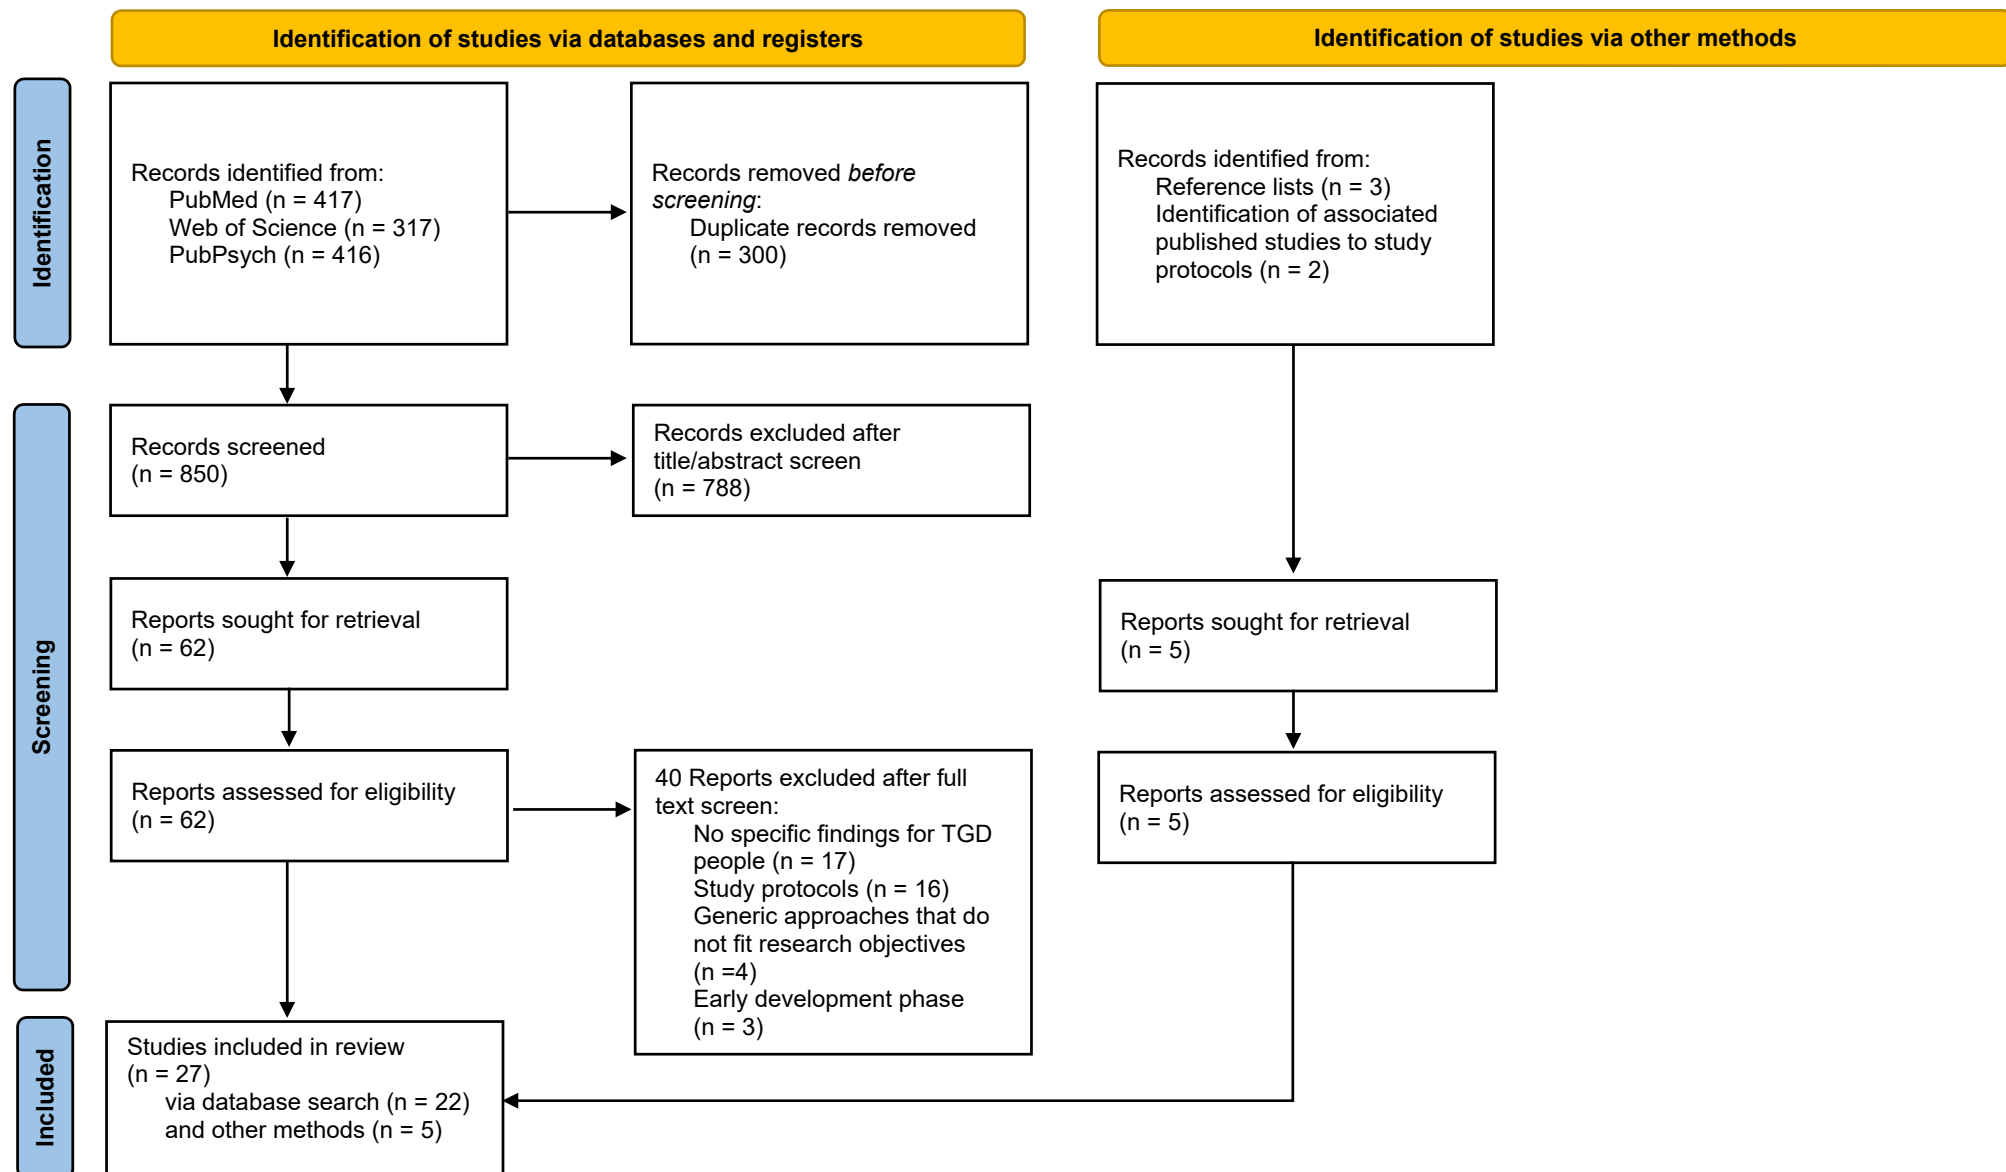 Identification of studies via databases and registers
Identification of studies via other methods
Identification
Records identified from:
PubMed (n = 417)
Web of Science (n = 317)
PubPsych (n = 416)
Records removed before
screening:
Duplicate records removed
(n = 300)
Records identified from:
Reference lists (n = 3)
Identification of associated
published studies to study
protocols (n = 2)
Screening
Records screened
(n = 850)
Records excluded after
title/abstract screen
(n = 788)
Reports sought for retrieval
(n = 62)
Reports sought for retrieval
(n = 5)
Reports assessed for eligibility
(n = 62)
40 Reports excluded after full
text screen:
No specific findings for TGD
people (n = 17)
Study protocols (n = 16)
Generic approaches that do
not fit research objectives
(n =4)
Early development phase
(n = 3)
Reports assessed for eligibility
(n = 5)
Included
Studies included in review
(n = 27)
via database search (n = 22)
and other methods (n = 5)